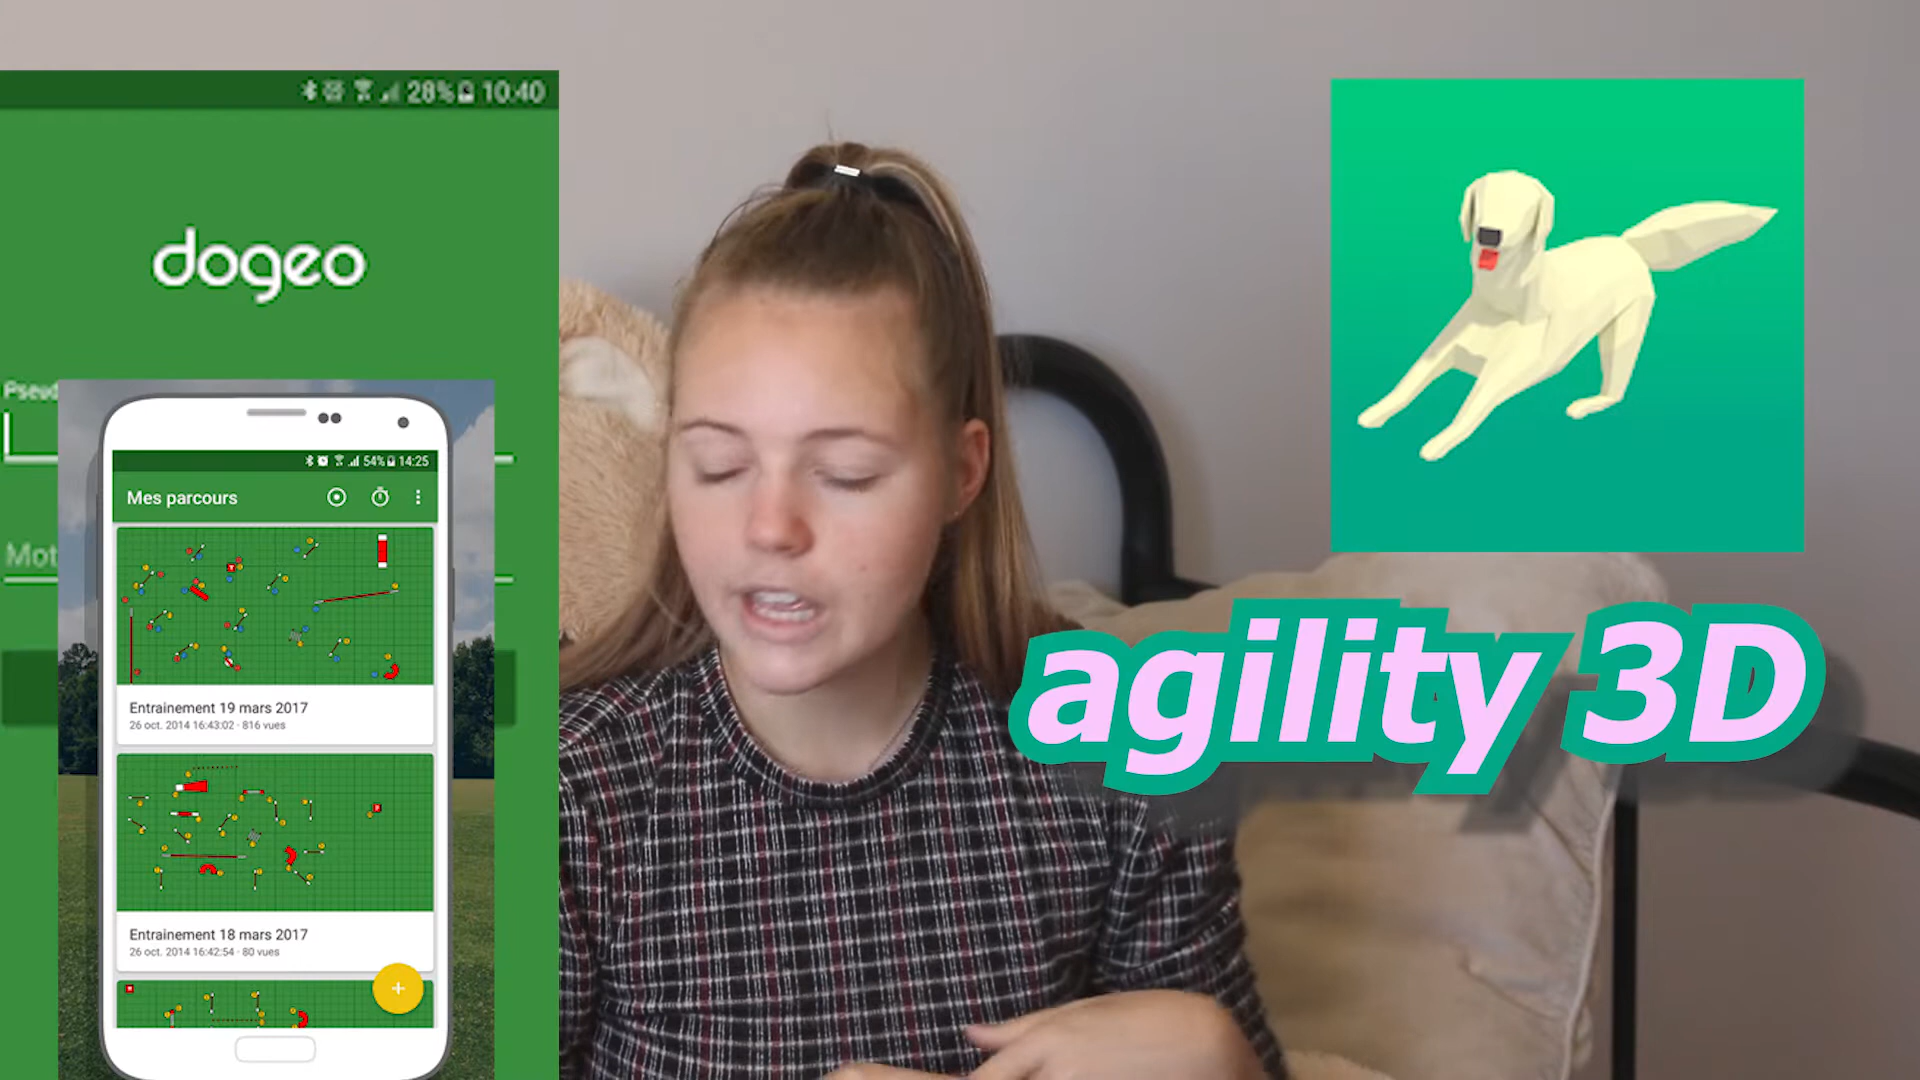 28% 10:40
dogeo
Pseud
Mot
54% 14:25
Mes parcours
Entrainement 19 mars 2017
26 oct. 2014 16:43:02 · 816 vues
Entrainement 18 mars 2017
26 oct. 2014 16:42:54 · 80 vues
+
agility 3D